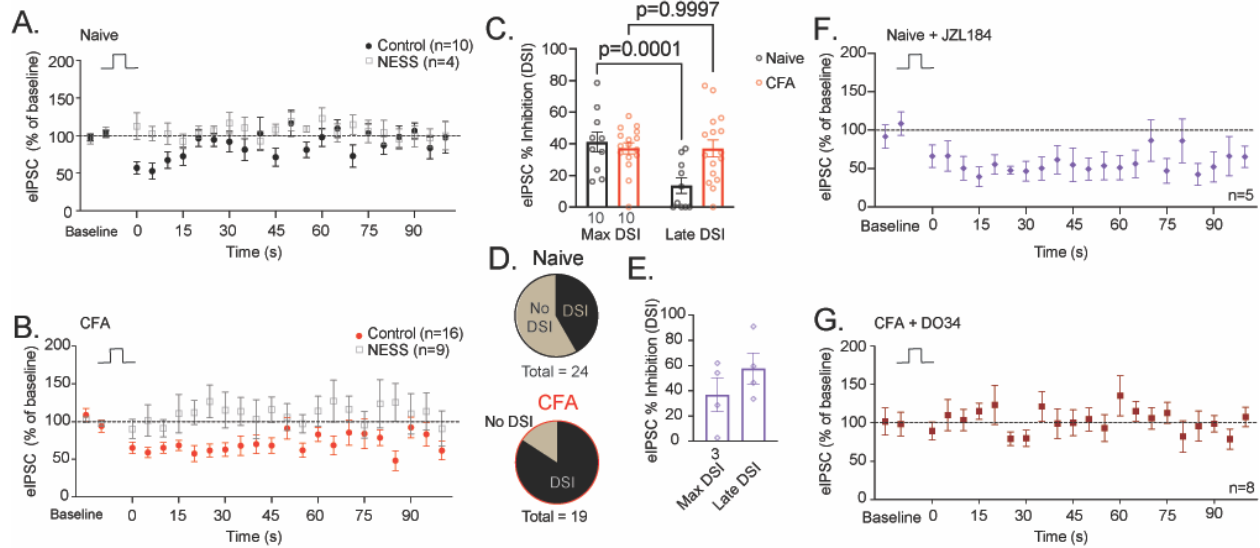 A.
Naive
Control (n=10)
NESS (n=4)
eIPSC (% of baseline)
200
150
100
50
0
Baseline
0
15
30
45
60
75
90
Time (s)
B.
CFA
Control (n=16)
NESS (n=9)
eIPSC (% of baseline)
200
150
100
50
0
Baseline
0
15
30
45
60
75
90
Time (s)
C.
p=0.9997
p=0.0001
Naive
CFA
eIPSC % Inhibition (DSI)
80
60
40
20
0
10
10
Max DSI
Late DSI
D.
Naive
No DSI
DSI
Total = 24
CFA
No DSI
DSI
Total = 19
E.
eIPSC % Inhibition (DSI)
100
80
60
40
20
0
3
Max DSI
Late DSI
F.
Naive + JZL184
eIPSC (% of baseline)
200
150
100
50
0
n=5
Baseline
0
15
30
45
60
75
90
Time (s)
G.
CFA + DO34
eIPSC (% of baseline)
200
150
100
50
0
n=8
Baseline
0
15
30
45
60
75
90
Time (s)